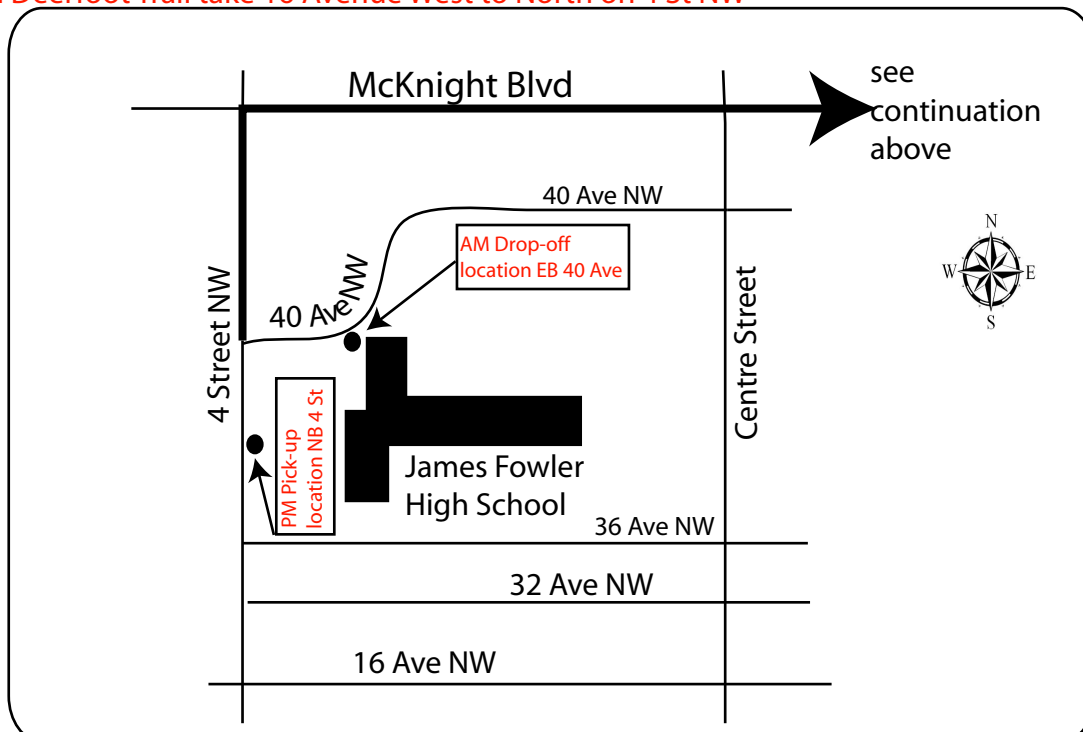 Deerfoot Trail take 16 Avenue West to North on 4 St NW
McKnight Blvd
see
continuation
above
40 Ave NW
AM Drop-off
location EB 40 Ave
N
W
E
S
40 Ave NW
4 Street NW
Centre Street
PM Pick-up
location NB 4 St
James Fowler
High School
36 Ave NW
32 Ave NW
16 Ave NW